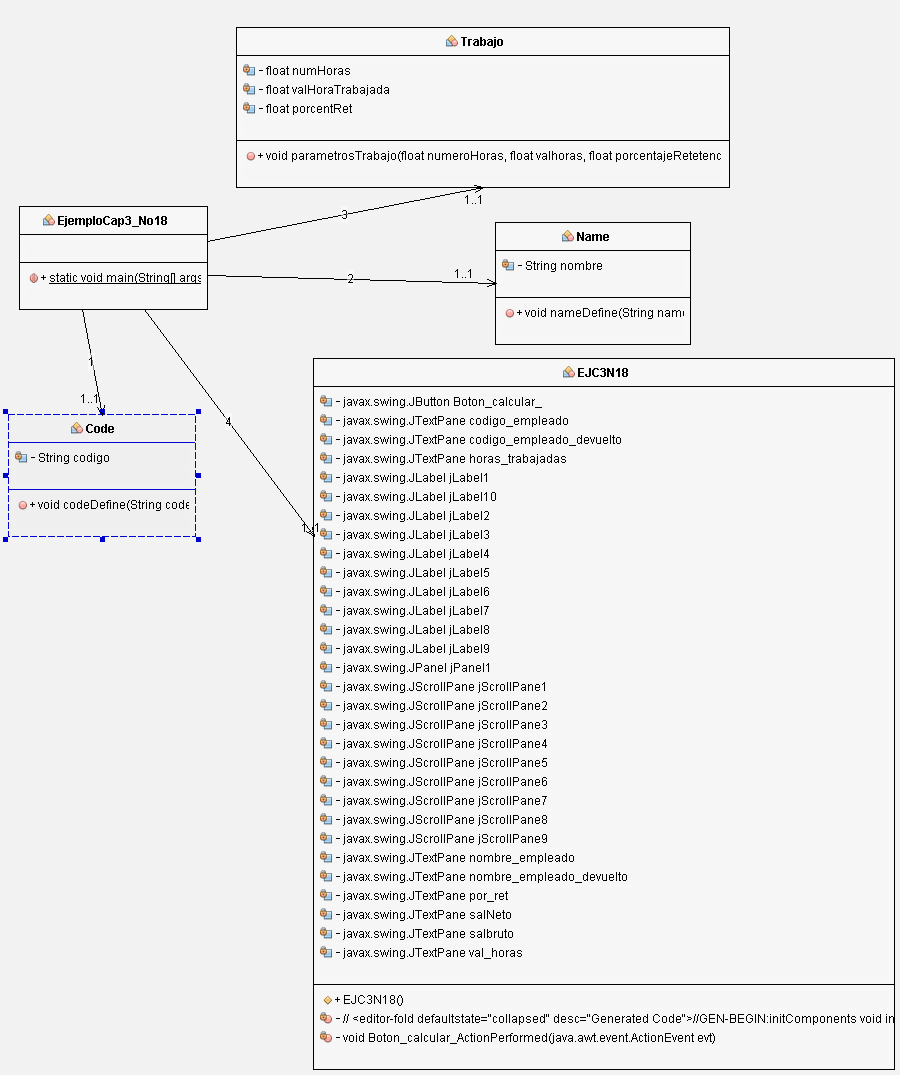 Trabajo
- float numHoras
- float valHoraTrabajada
- float porcentRet
+ void parametrosTrabajo(float numeroHoras, float valhoras, float porcentajeRetetenc
3
1..1
EjemploCap3_No18
+ static void main(String[] args
Name
- String nombre
+ void nameDefine(String name
2
1..1
1
1..1
4
1..1
Code
- String codigo
+ void codeDefine(String code
EJC3N18
- javax.swing.JButton Boton_calcular_
- javax.swing.JTextPane codigo_empleado
- javax.swing.JTextPane codigo_empleado_devuelto
- javax.swing.JTextPane horas_trabajadas
- javax.swing.JLabel jLabel1
- javax.swing.JLabel jLabel10
- javax.swing.JLabel jLabel2
- javax.swing.JLabel jLabel3
- javax.swing.JLabel jLabel4
- javax.swing.JLabel jLabel5
- javax.swing.JLabel jLabel6
- javax.swing.JLabel jLabel7
- javax.swing.JLabel jLabel8
- javax.swing.JLabel jLabel9
- javax.swing.JPanel jPanel1
- javax.swing.JScrollPane jScrollPane1
- javax.swing.JScrollPane jScrollPane2
- javax.swing.JScrollPane jScrollPane3
- javax.swing.JScrollPane jScrollPane4
- javax.swing.JScrollPane jScrollPane5
- javax.swing.JScrollPane jScrollPane6
- javax.swing.JScrollPane jScrollPane7
- javax.swing.JScrollPane jScrollPane8
- javax.swing.JScrollPane jScrollPane9
- javax.swing.JTextPane nombre_empleado
- javax.swing.JTextPane nombre_empleado_devuelto
- javax.swing.JTextPane por_ret
- javax.swing.JTextPane salNeto
- javax.swing.JTextPane salbruto
- javax.swing.JTextPane val_horas
+ EJC3N18()
- // <editor-fold defaultstate="collapsed" desc="Generated Code">//GEN-BEGIN:initComponents void in
- void Boton_calcular_ActionPerformed(java.awt.event.ActionEvent evt)